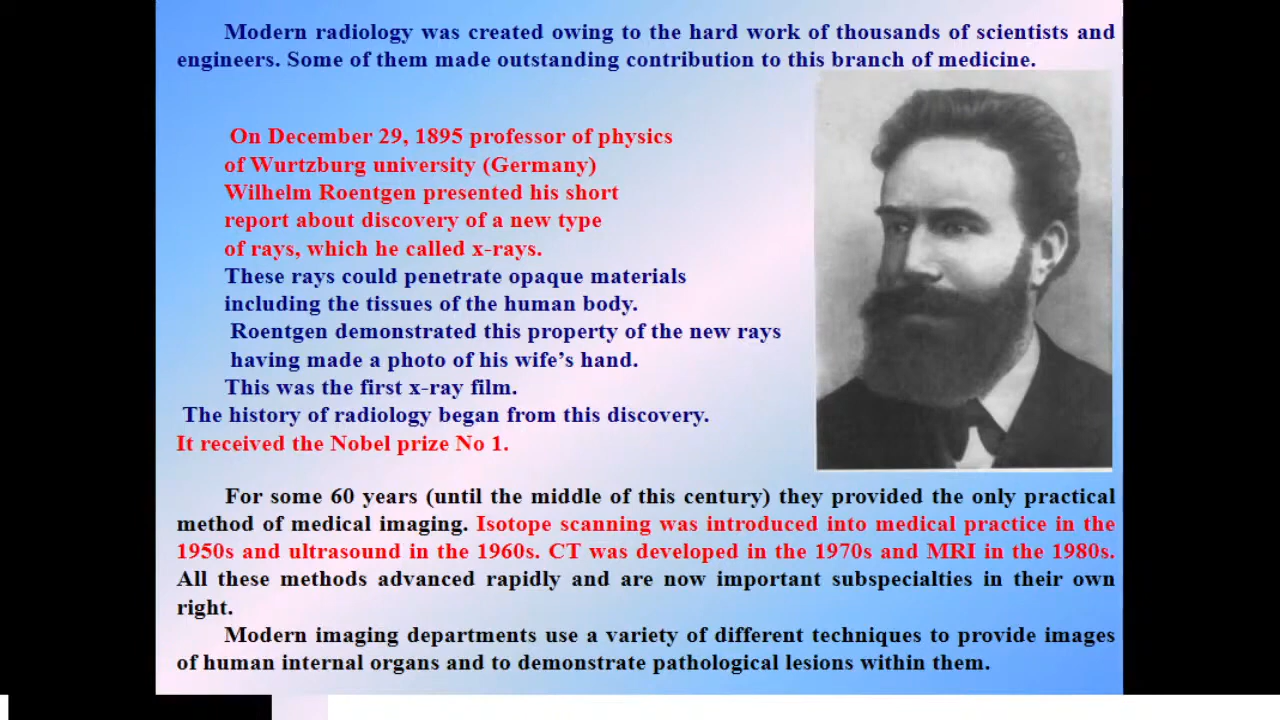 Modern radiology was created owing to the hard work of thousands of scientists and
engineers. Some of them made outstanding contribution to this branch of medicine.
On December 29, 1895 professor of physics
of Wurtzburg university (Germany)
Wilhelm Roentgen presented his short
report about discovery of a new type
of rays, which he called x-rays.
These rays could penetrate opaque materials
including the tissues of the human body.
Roentgen demonstrated this property of the new rays
having made a photo of his wife's hand.
This was the first x-ray film.
The history of radiology began from this discovery.
It received the Nobel prize No 1.
For some 60 years (until the middle of this century) they provided the only practical
method of medical imaging. Isotope scanning was introduced into medical practice in the
1950s and ultrasound in the 1960s. CT was developed in the 1970s and MRI in the 1980s.
All these methods advanced rapidly and are now important subspecialties in their own
right.
Modern imaging departments use a variety of different techniques to provide images
of human internal organs and to demonstrate pathological lesions within them.